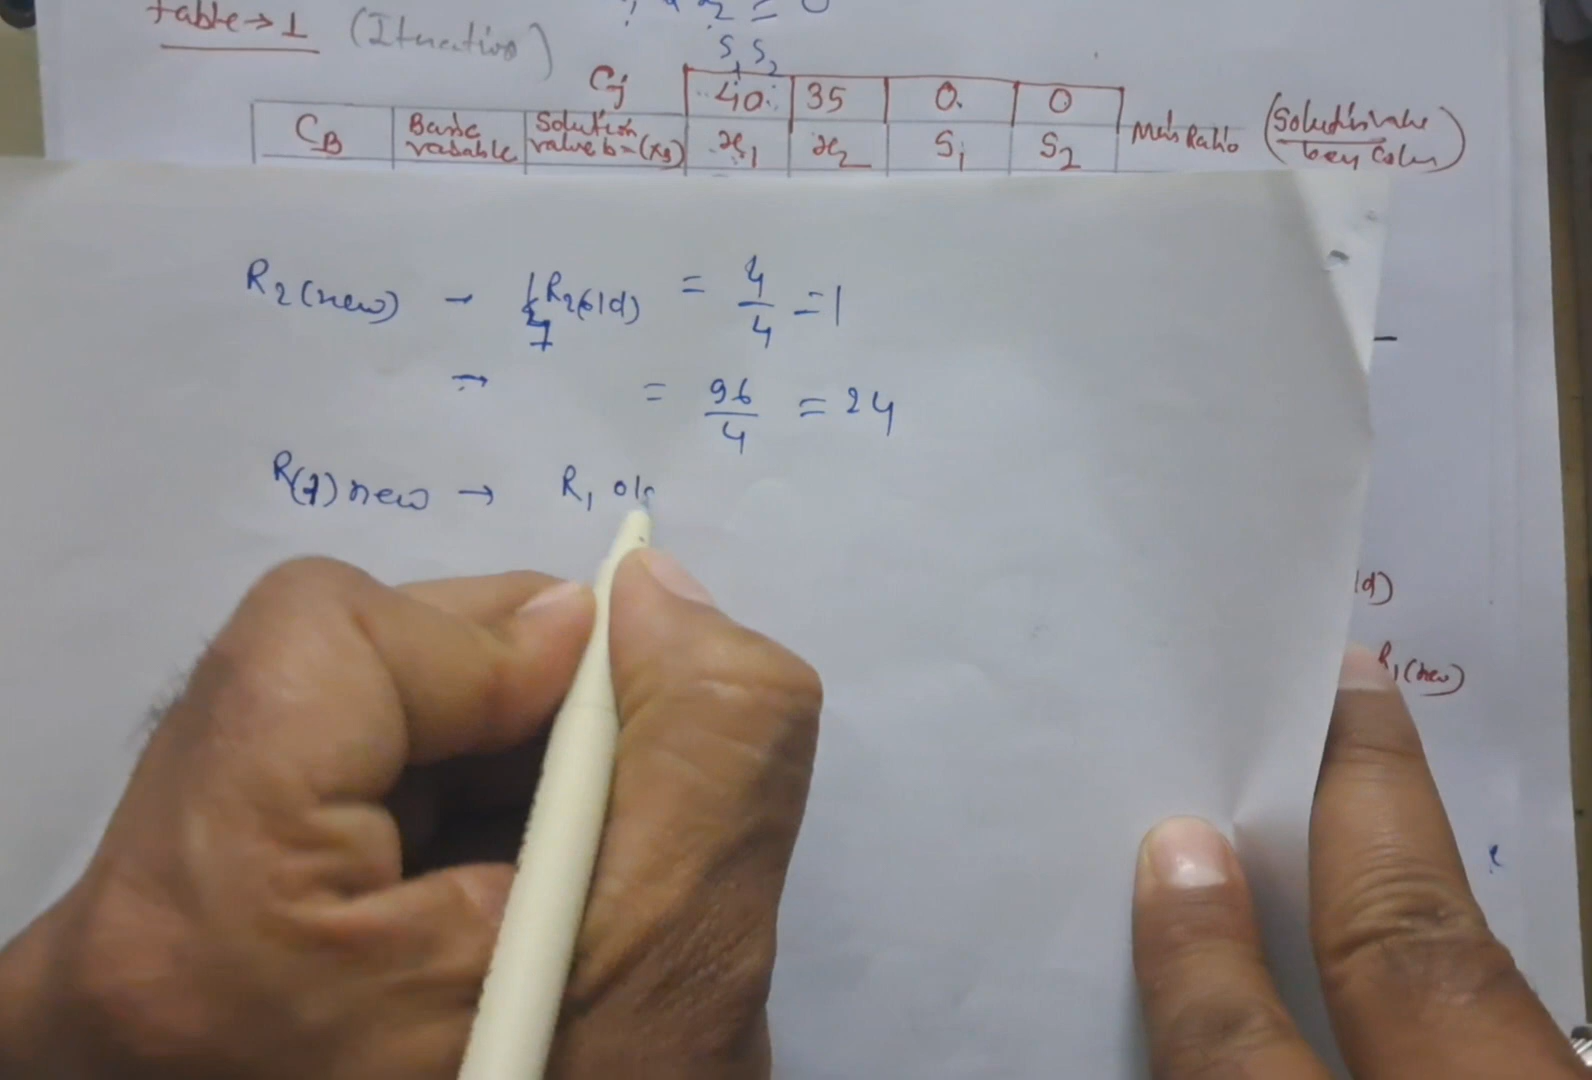 Table → 1 (Iteration)
S1 S2
Cj 40 35 0 0
CB Basic variable Solution value b=(xB) x1 x2 S1 S2 Min Ratio (Solution value / key Colum)
R2(new) → 1/4 R2(old) = 4/4 = 1
→ = 96/4 = 24
R(1) new → R1 old
ld)
R1(new)